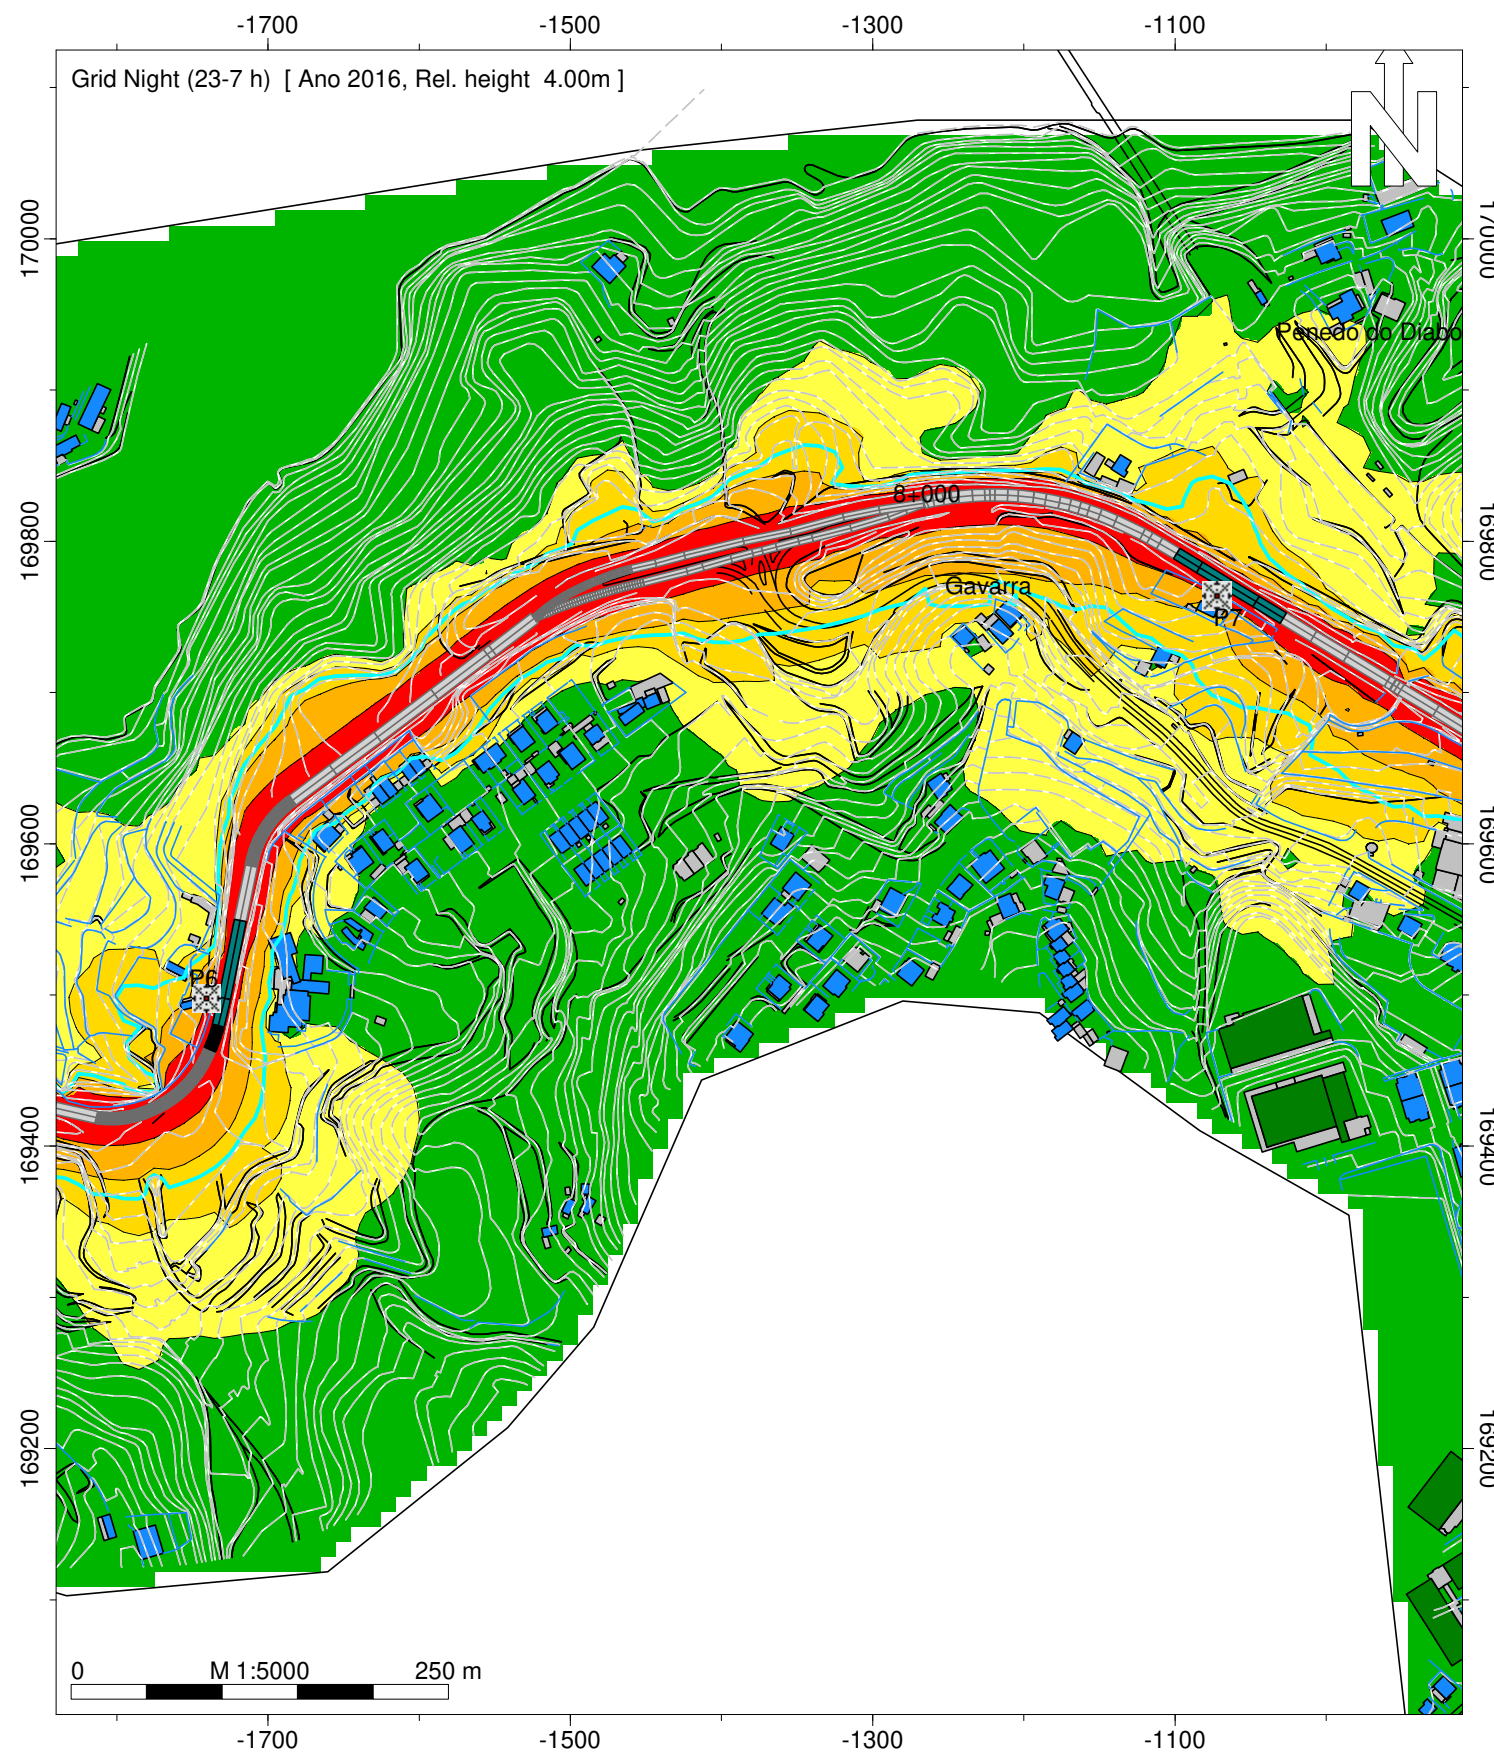 -1700 -1500 -1300 -1100
Grid Night (23-7 h) [ Ano 2016, Rel. height 4.00m ]
N
170000 170000
Penedo do Diabo
8+000
169800 169800
Gavarra
P7
169600 169600
P6
169400 169400
169200 169200
0 M 1:5000 250 m
-1700 -1500 -1300 -1100